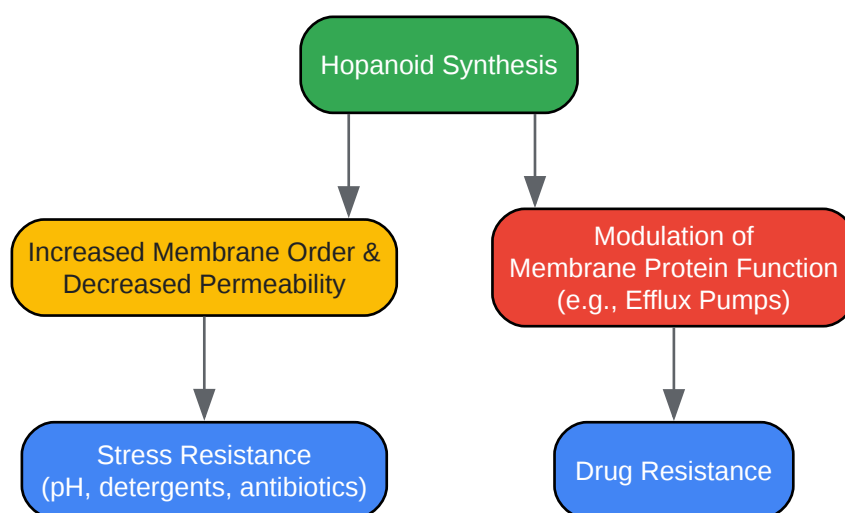 Hopanoid Synthesis
Increased Membrane Order &
Decreased Permeability
Modulation of
Membrane Protein Function
(e.g., Efflux Pumps)
Stress Resistance
(pH, detergents, antibiotics)
Drug Resistance